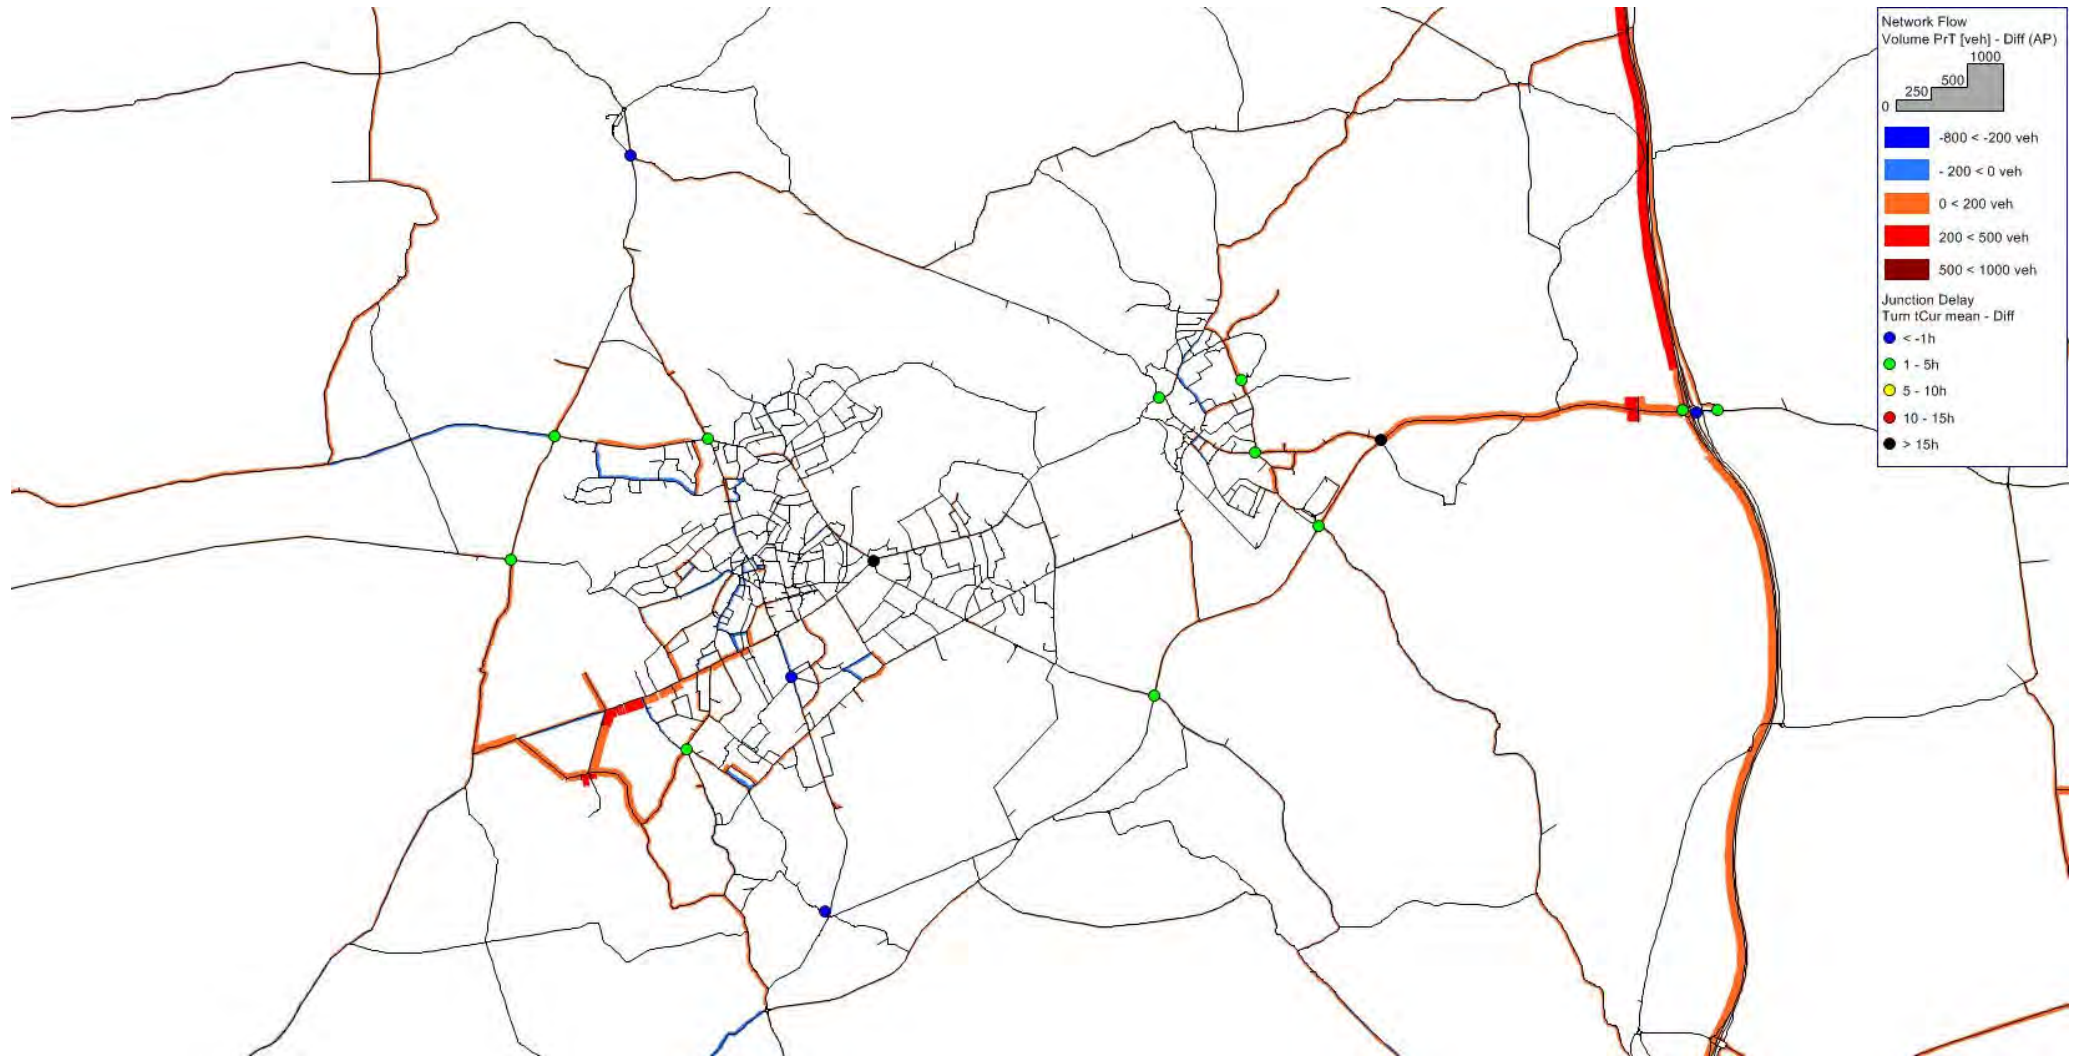 Network Flow
Volume PrT [veh] - Diff (AP)
1000
500
250
0
-800 < -200 veh
- 200 < 0 veh
0 < 200 veh
200 < 500 veh
500 < 1000 veh
Junction Delay
Turn tCur mean - Diff
< -1h
1 - 5h
5 - 10h
10 - 15h
> 15h